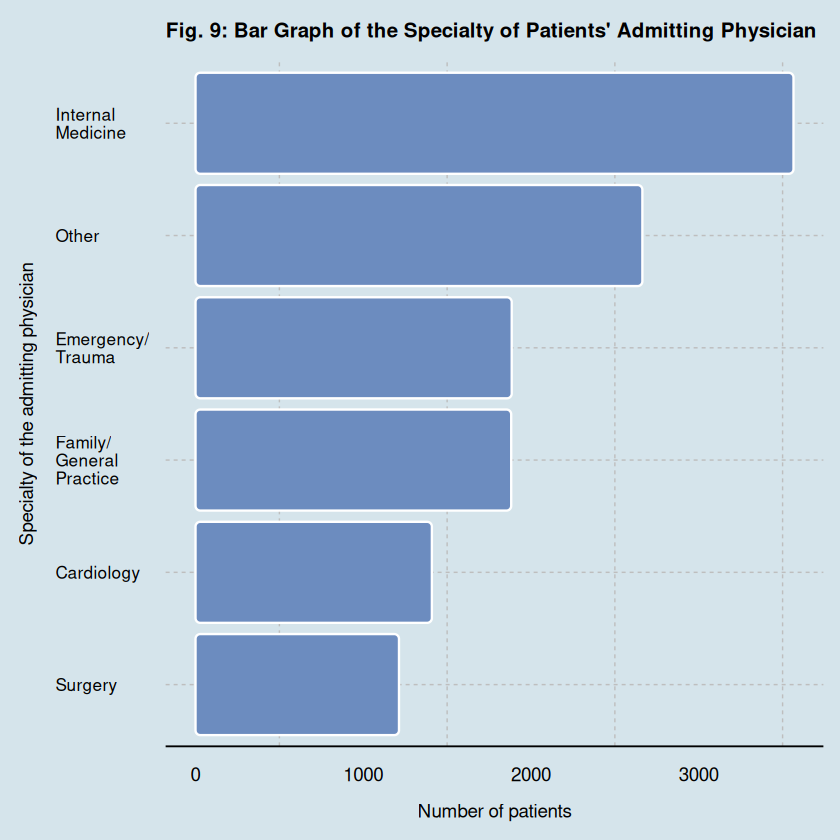 Fig. 9: Bar Graph of the Specialty of Patients' Admitting Physician
Specialty of the admitting physician
Internal
Medicine
Other
Emergency/
Trauma
Family/
General
Practice
Cardiology
Surgery
0 1000 2000 3000
Number of patients